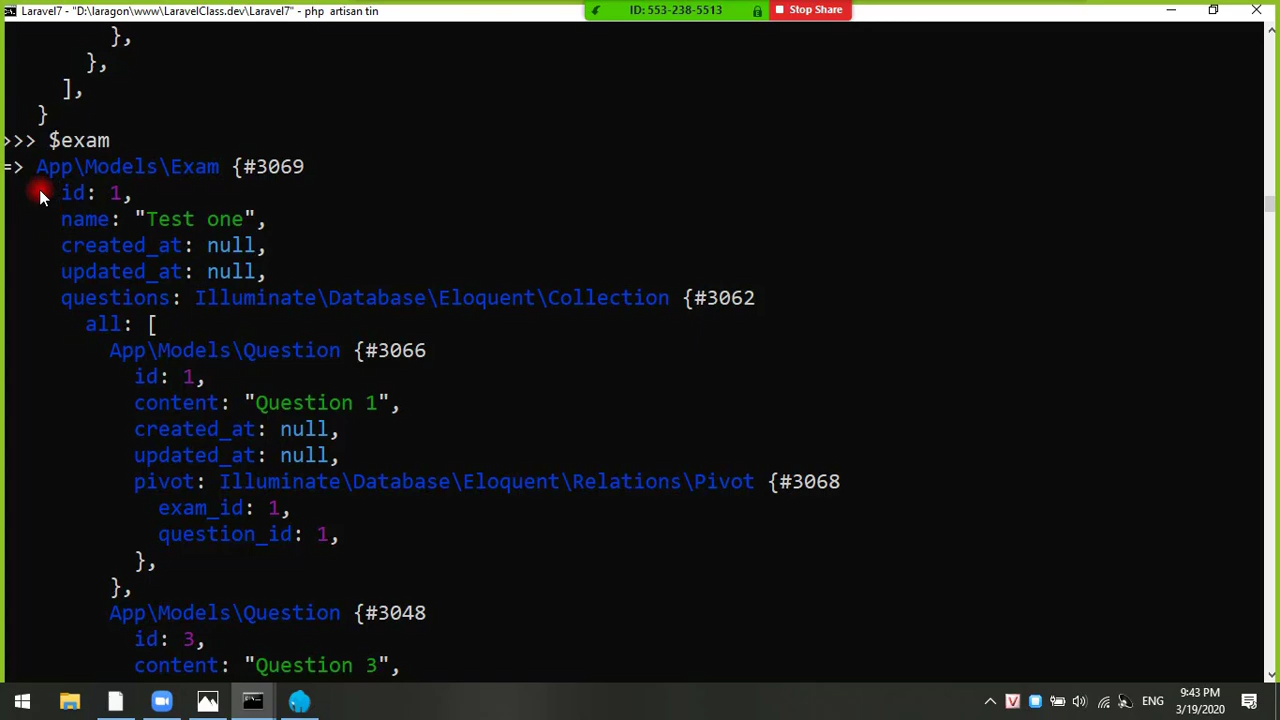 Laravel7 - "D:\laragon\www\LaravelClass.dev\Laravel7" - php artisan tin
ID: 553-238-5513
Stop Share
},
},
],
}
>>> $exam
=> App\Models\Exam {#3069
id: 1,
name: "Test one",
created_at: null,
updated_at: null,
questions: Illuminate\Database\Eloquent\Collection {#3062
all: [
App\Models\Question {#3066
id: 1,
content: "Question 1",
created_at: null,
updated_at: null,
pivot: Illuminate\Database\Eloquent\Relations\Pivot {#3068
exam_id: 1,
question_id: 1,
},
},
App\Models\Question {#3048
id: 3,
content: "Question 3",
ENG
9:43 PM
3/19/2020